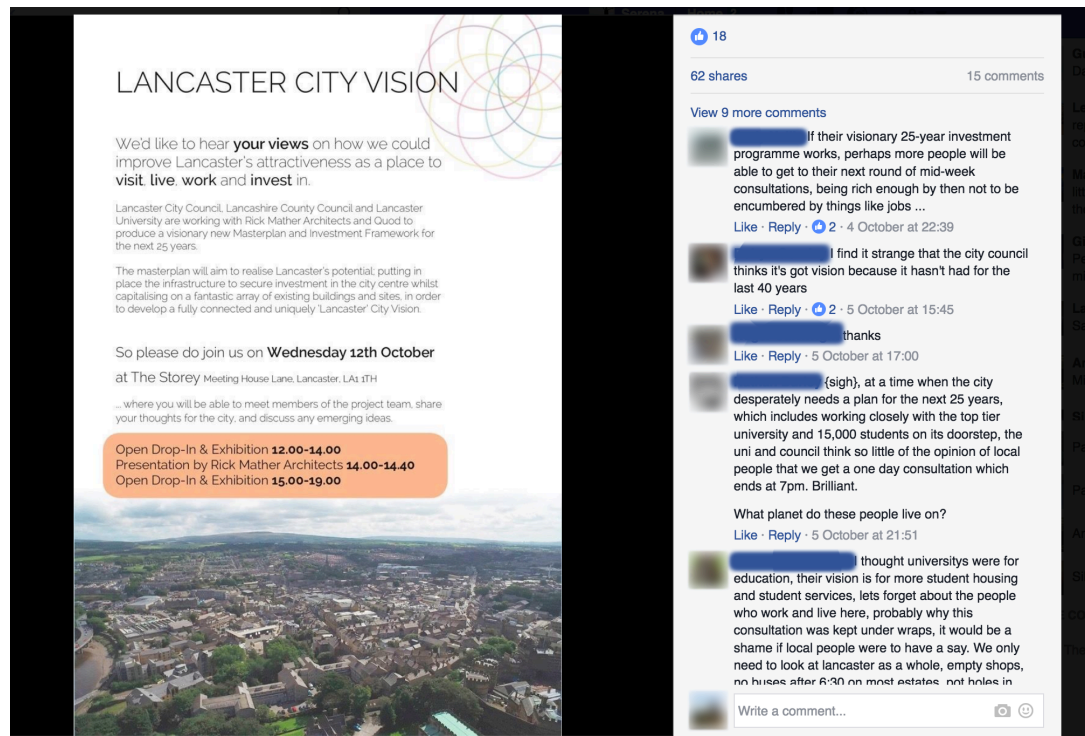 LANCASTER CITY VISION
We'd like to hear your views on how we could
improve Lancaster's attractiveness as a place to
visit, live, work and invest in.
Lancaster City Council, Lancashire County Council and Lancaster
University are working with Rick Mather Architects and Quod to
produce a visionary new Masterplan and Investment Framework for
the next 25 years.
The masterplan will aim to realise Lancaster's potential; putting in
place the infrastructure to secure investment in the city centre whilst
capitalising on a fantastic array of existing buildings and sites, in order
to develop a fully connected and uniquely 'Lancaster' City Vision.
So please do join us on Wednesday 12th October
at The Storey Meeting House Lane, Lancaster, LA1 1TH
... where you will be able to meet members of the project team, share
your thoughts for the city, and discuss any emerging ideas.
Open Drop-In & Exhibition 12.00-14.00
Presentation by Rick Mather Architects 14.00-14.40
Open Drop-In & Exhibition 15.00-19.00
18
62 shares 15 comments
View 9 more comments
If their visionary 25-year investment
programme works, perhaps more people will be
able to get to their next round of mid-week
consultations, being rich enough by then not to be
encumbered by things like jobs ...
Like · Reply · 2 · 4 October at 22:39
I find it strange that the city council
thinks it's got vision because it hasn't had for the
last 40 years
Like · Reply · 2 · 5 October at 15:45
thanks
Like · Reply · 5 October at 17:00
{sigh}, at a time when the city
desperately needs a plan for the next 25 years,
which includes working closely with the top tier
university and 15,000 students on its doorstep, the
uni and council think so little of the opinion of local
people that we get a one day consultation which
ends at 7pm. Brilliant.
What planet do these people live on?
Like · Reply · 5 October at 21:51
I thought universitys were for
education, their vision is for more student housing
and student services, lets forget about the people
who work and live here, probably why this
consultation was kept under wraps, it would be a
shame if local people were to have a say. We only
need to look at lancaster as a whole, empty shops,
no buses after 6:30 on most estates, pot holes in
Write a comment...